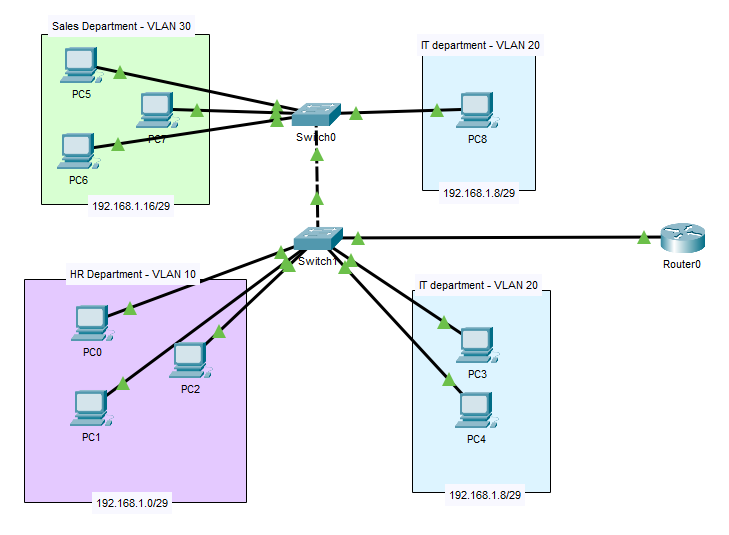 Sales Department - VLAN 30
PC5
PC7
PC6
192.168.1.16/29
Switch0
IT department - VLAN 20
PC8
192.168.1.8/29
Switch1
Router0
HR Department - VLAN 10
PC0
PC2
PC1
192.168.1.0/29
IT department - VLAN 20
PC3
PC4
192.168.1.8/29